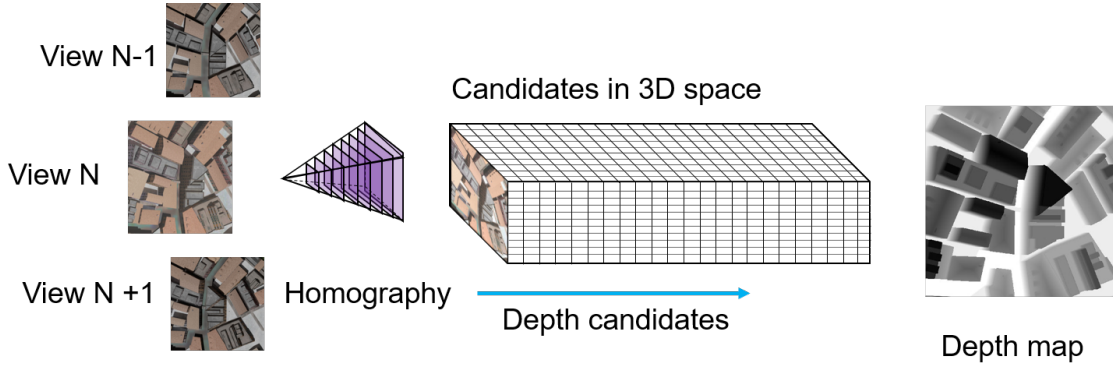 View N-1
Candidates in 3D space
View N
View N +1
Homography
Depth candidates
Depth map